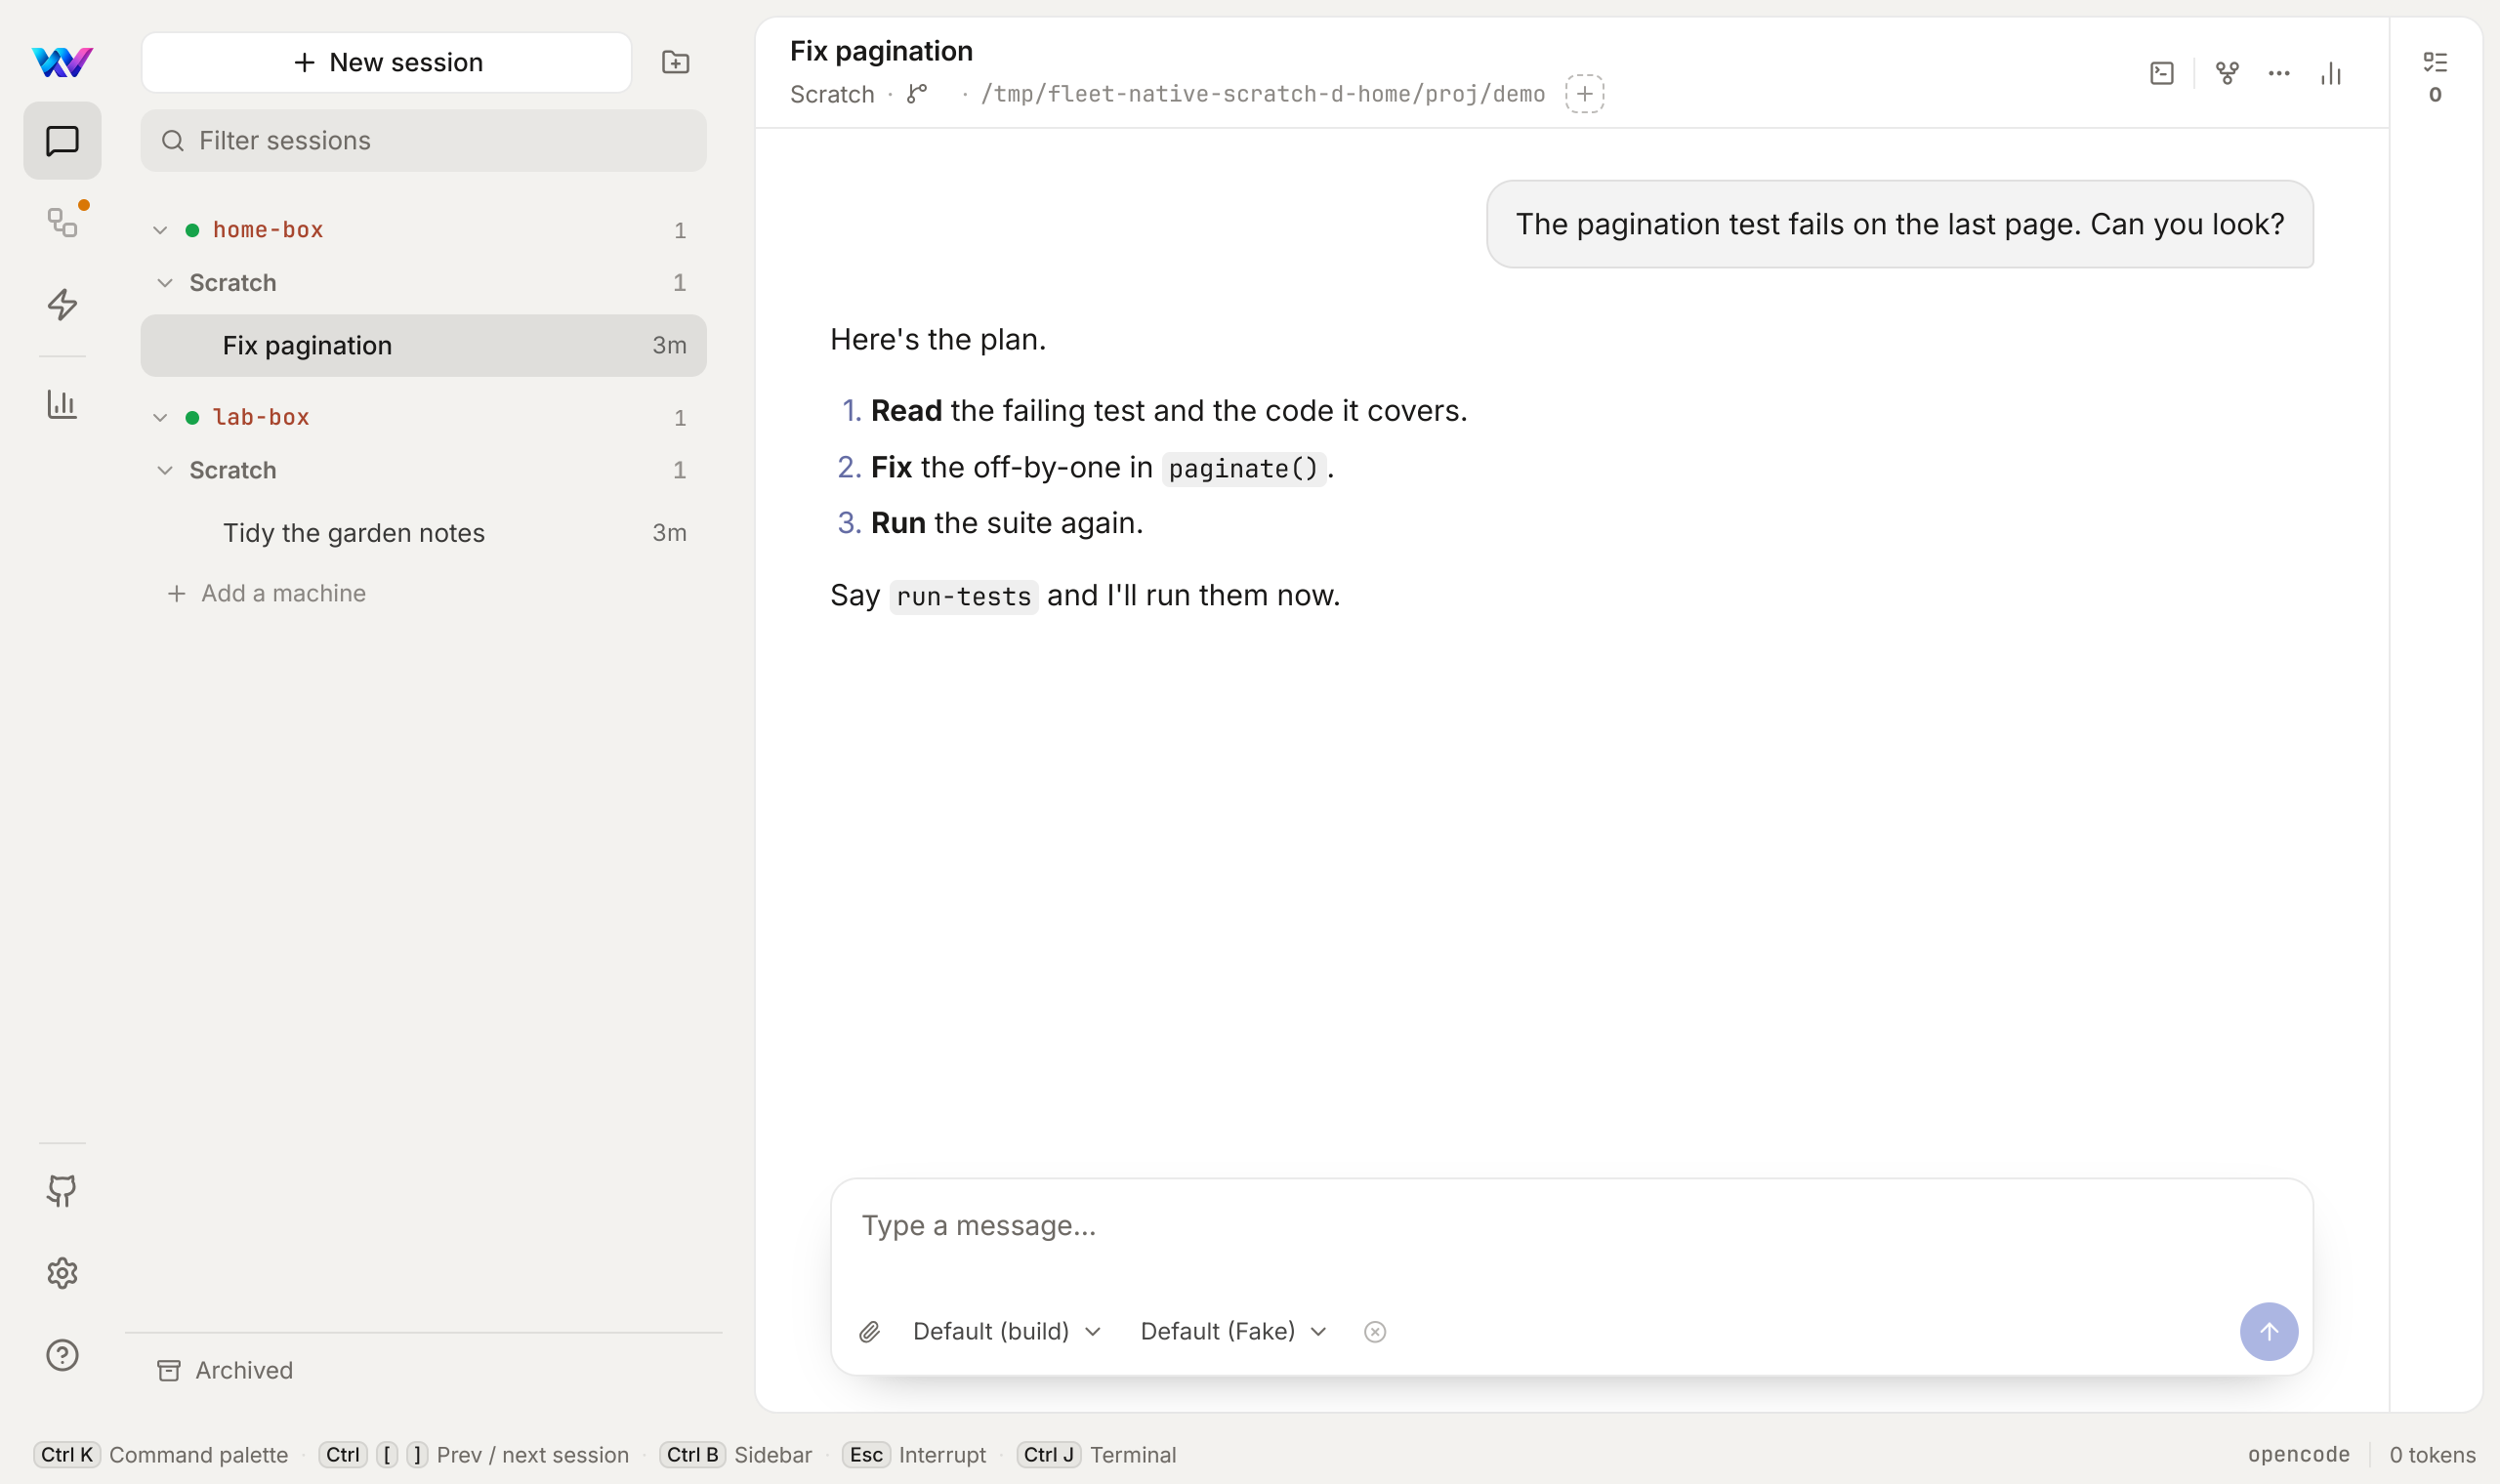 New session
Filter sessions
home-box 1
Scratch 1
Fix pagination 3m
lab-box 1
Scratch 1
Tidy the garden notes 3m
Add a machine
Archived
Fix pagination
Scratch · · /tmp/fleet-native-scratch-d-home/proj/demo
0
The pagination test fails on the last page. Can you look?
Here's the plan.
1. Read the failing test and the code it covers.
2. Fix the off-by-one in paginate().
3. Run the suite again.
Say run-tests and I'll run them now.
Type a message...
Default (build) Default (Fake)
Ctrl K Command palette · Ctrl [ ] Prev / next session · Ctrl B Sidebar · Esc Interrupt · Ctrl J Terminal
opencode 0 tokens